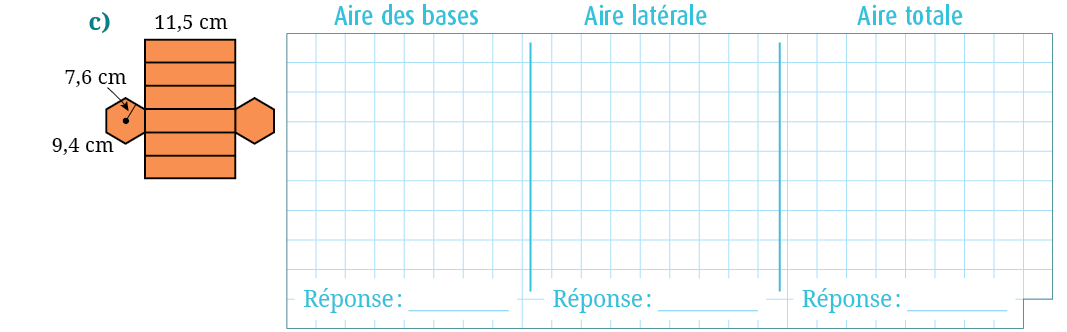 c)
11,5 cm
7,6 cm
9,4 cm
Aire des bases
Aire latérale
Aire totale
Réponse : ________
Réponse : ________
Réponse : ________